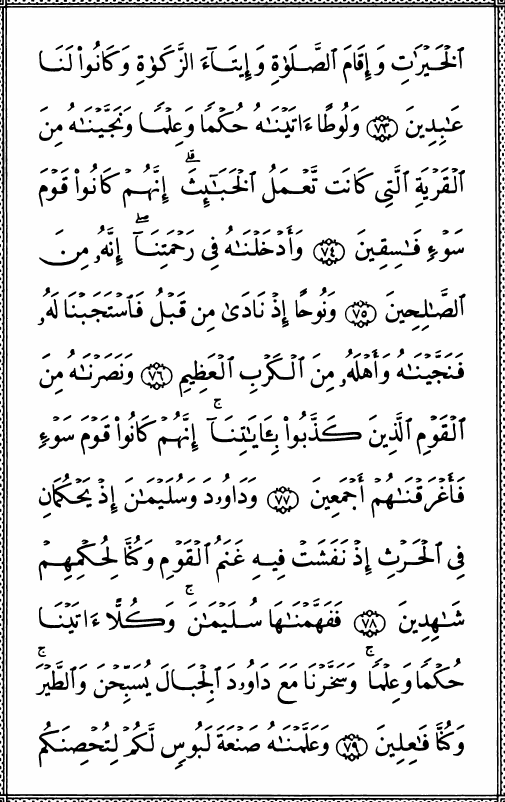 ٱلْخَيْرَٰتِ وَإِقَامَ ٱلصَّلَوٰةِ وَإِيتَآءَ ٱلزَّكَوٰةِ وَكَانُوا۟ لَنَا
عَٰبِدِينَ ﴿٧٣﴾ وَلُوطًا ءَاتَيْنَٰهُ حُكْمًا وَعِلْمًا وَنَجَّيْنَٰهُ مِنَ
ٱلْقَرْيَةِ ٱلَّتِى كَانَت تَّعْمَلُ ٱلْخَبَٰٓئِثَ ۗ إِنَّهُمْ كَانُوا۟ قَوْمَ
سَوْءٍ فَٰسِقِينَ ﴿٧٤﴾ وَأَدْخَلْنَٰهُ فِى رَحْمَتِنَآ ۖ إِنَّهُۥ مِنَ
ٱلصَّٰلِحِينَ ﴿٧٥﴾ وَنُوحًا إِذْ نَادَىٰ مِن قَبْلُ فَٱسْتَجَبْنَا لَهُۥ
فَنَجَّيْنَٰهُ وَأَهْلَهُۥ مِنَ ٱلْكَرْبِ ٱلْعَظِيمِ ﴿٧٦﴾ وَنَصَرْنَٰهُ مِنَ
ٱلْقَوْمِ ٱلَّذِينَ كَذَّبُوا۟ بِـَٔايَٰتِنَآ ۚ إِنَّهُمْ كَانُوا۟ قَوْمَ سَوْءٍ
فَأَغْرَقْنَٰهُمْ أَجْمَعِينَ ﴿٧٧﴾ وَدَاوُۥدَ وَسُلَيْمَٰنَ إِذْ يَحْكُمَانِ
فِى ٱلْحَرْثِ إِذْ نَفَشَتْ فِيهِ غَنَمُ ٱلْقَوْمِ وَكُنَّا لِحُكْمِهِمْ
شَٰهِدِينَ ﴿٧٨﴾ فَفَهَّمْنَٰهَا سُلَيْمَٰنَ ۚ وَكُلًّا ءَاتَيْنَا
حُكْمًا وَعِلْمًا ۚ وَسَخَّرْنَا مَعَ دَاوُۥدَ ٱلْجِبَالَ يُسَبِّحْنَ وَٱلطَّيْرَ ۚ
وَكُنَّا فَٰعِلِينَ ﴿٧٩﴾ وَعَلَّمْنَٰهُ صَنْعَةَ لَبُوسٍ لَّكُمْ لِتُحْصِنَكُم